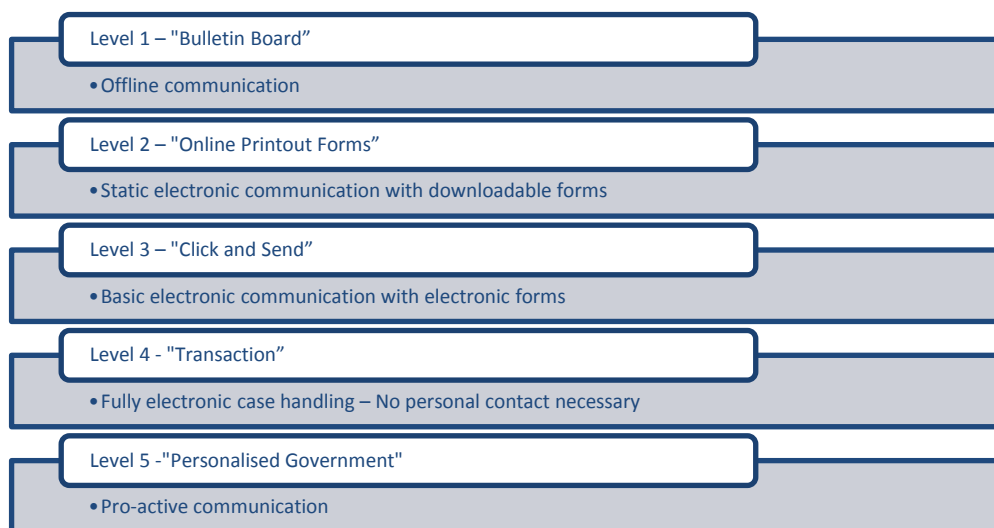 Level 1 – "Bulletin Board”
•Offline communication
Level 2 – "Online Printout Forms”
•Static electronic communication with downloadable forms
Level 3 – "Click and Send”
•Basic electronic communication with electronic forms
Level 4 - "Transaction”
•Fully electronic case handling – No personal contact necessary
Level 5 -"Personalised Government"
•Pro-active communication